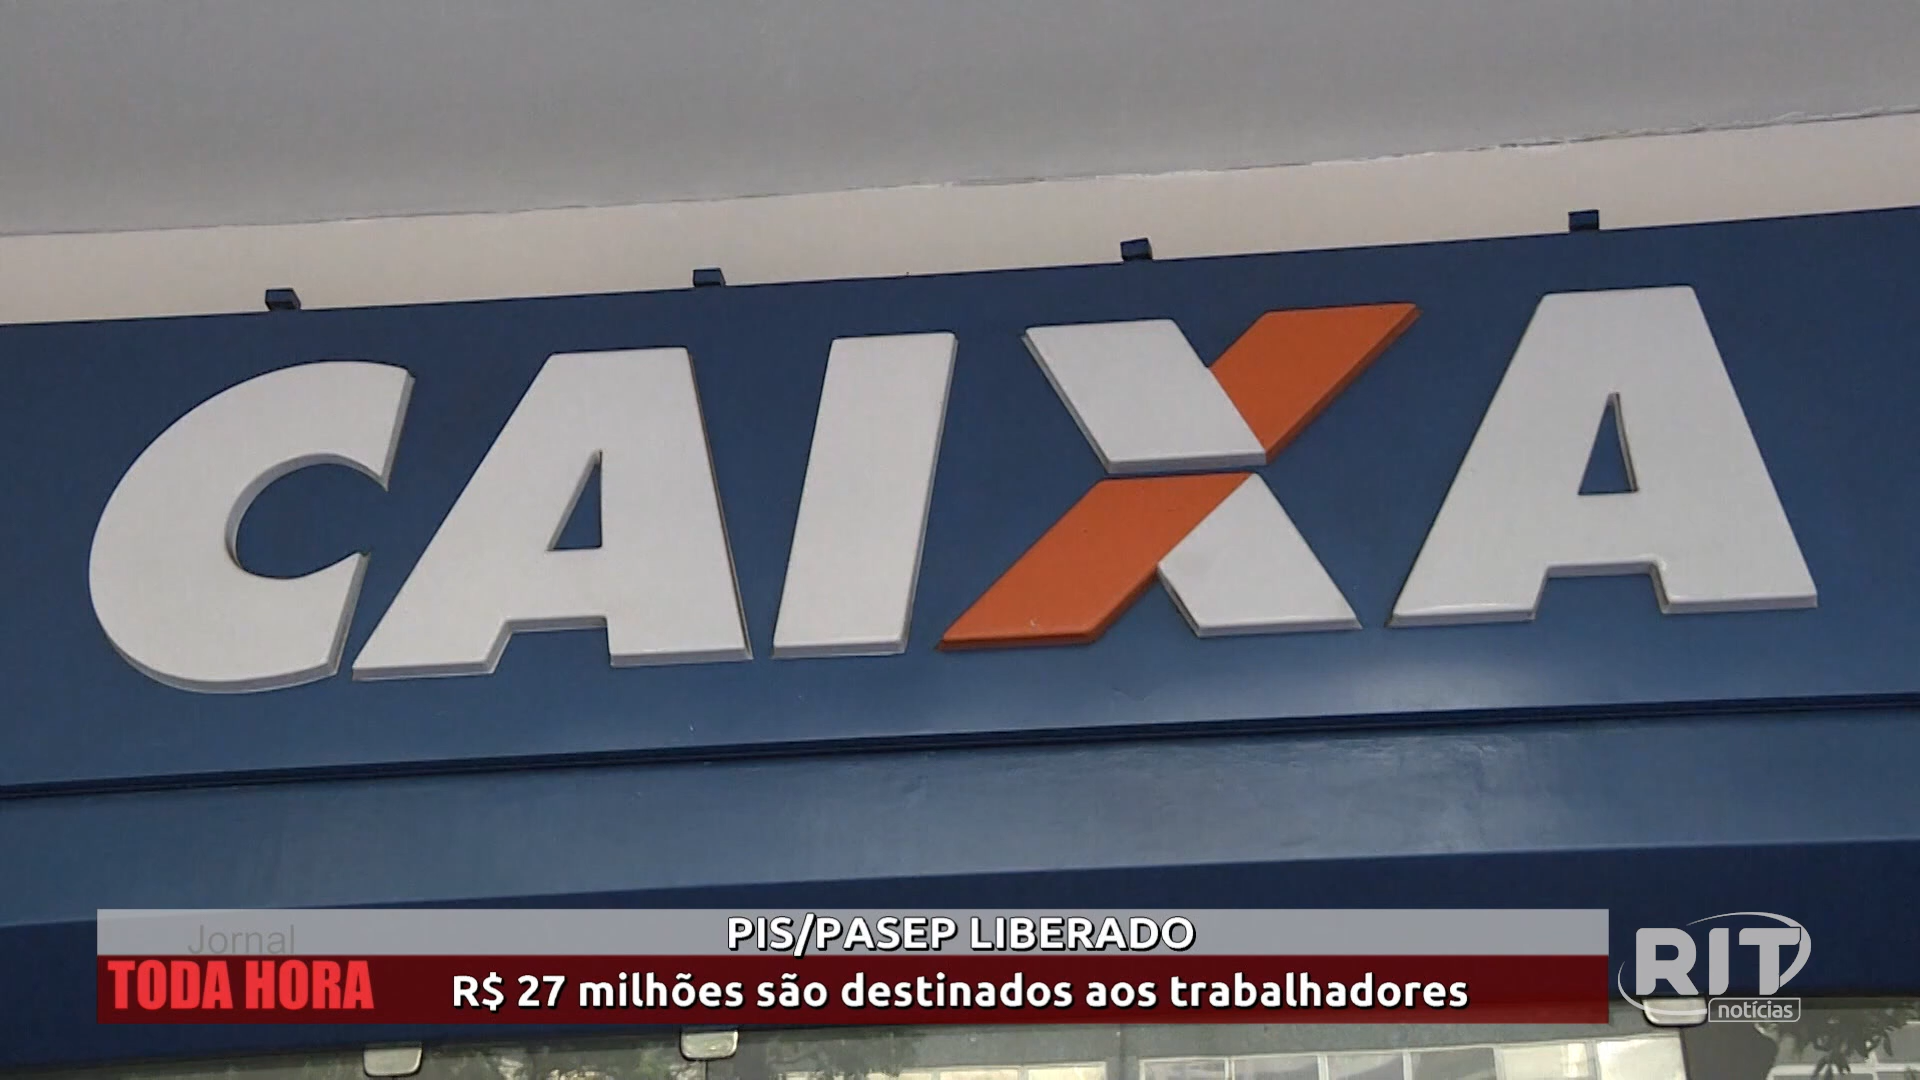 CAIXA
PIS/PASEP LIBERADO
Jornal
TODA HORA
R$ 27 milhões são destinados aos trabalhadores
RIT
notícias